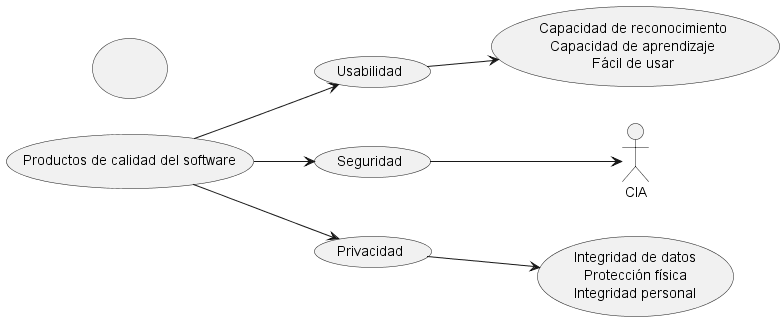 Productos de calidad del software
Usabilidad
Capacidad de reconocimiento
Capacidad de aprendizaje
Fácil de usar
Seguridad
CIA
Privacidad
Integridad de datos
Protección física
Integridad personal